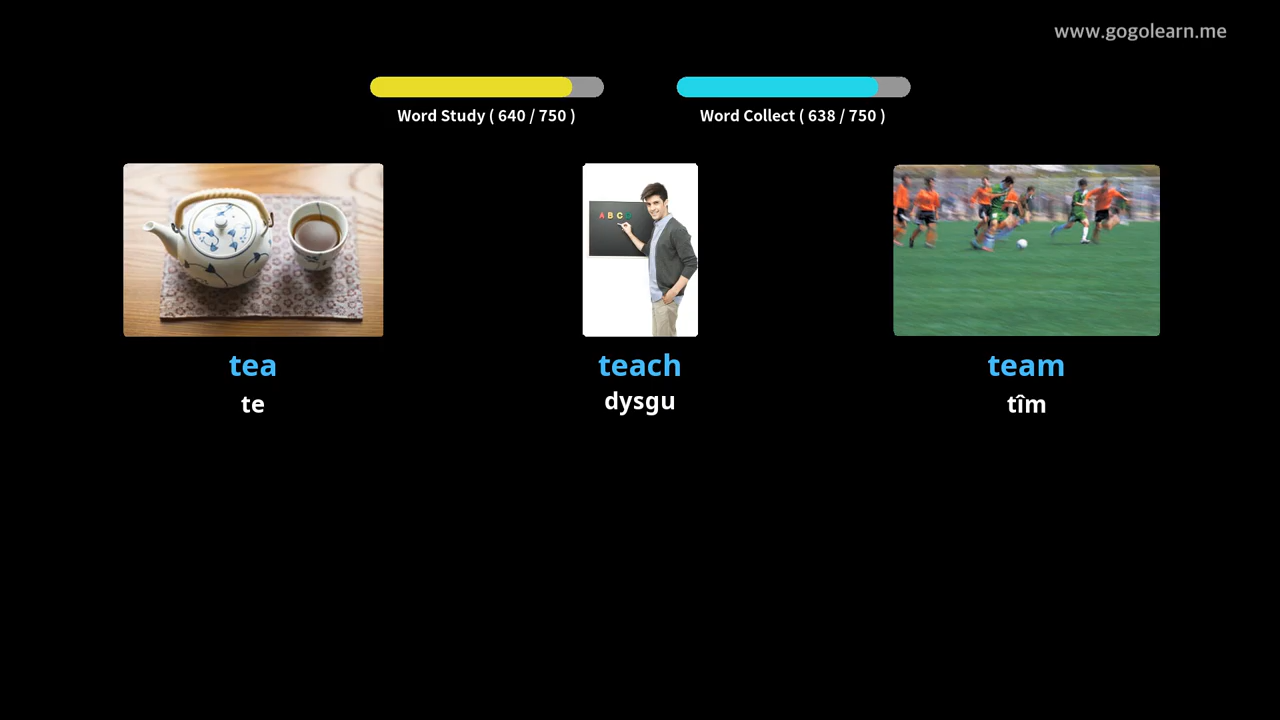 www.gogolearn.me
Word Study ( 640 / 750 )
Word Collect ( 638 / 750 )
A B C D
tea
teach
team
te
dysgu
tîm